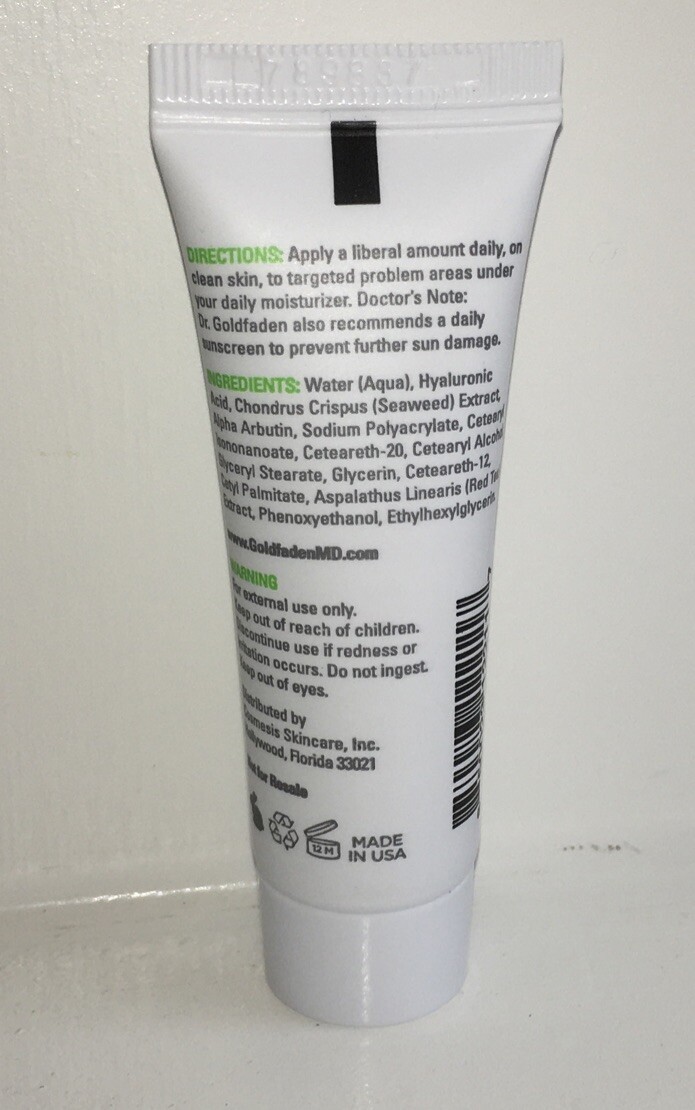 DIRECTIONS: Apply a liberal amount daily, on
clean skin, to targeted problem areas under
your daily moisturizer. Doctor's Note:
Dr. Goldfaden also recommends a daily
sunscreen to prevent further sun damage.
INGREDIENTS: Water (Aqua), Hyaluronic
Acid, Chondrus Crispus (Seaweed) Extract,
Alpha Arbutin, Sodium Polyacrylate, Cetearyl
Isononanoate, Ceteareth-20, Cetearyl Alcohol
Glyceryl Stearate, Glycerin, Ceteareth-12,
Cetyl Palmitate, Aspalathus Linearis (Red Tea)
Extract, Phenoxyethanol, Ethylhexylglycerin.
www.GoldfadenMD.com
WARNING
For external use only.
Keep out of reach of children.
Discontinue use if redness or
irritation occurs. Do not ingest.
Keep out of eyes.
Distributed by
Cosmesis Skincare, Inc.
Hollywood, Florida 33021
Not for Resale
12 M
MADE
IN USA